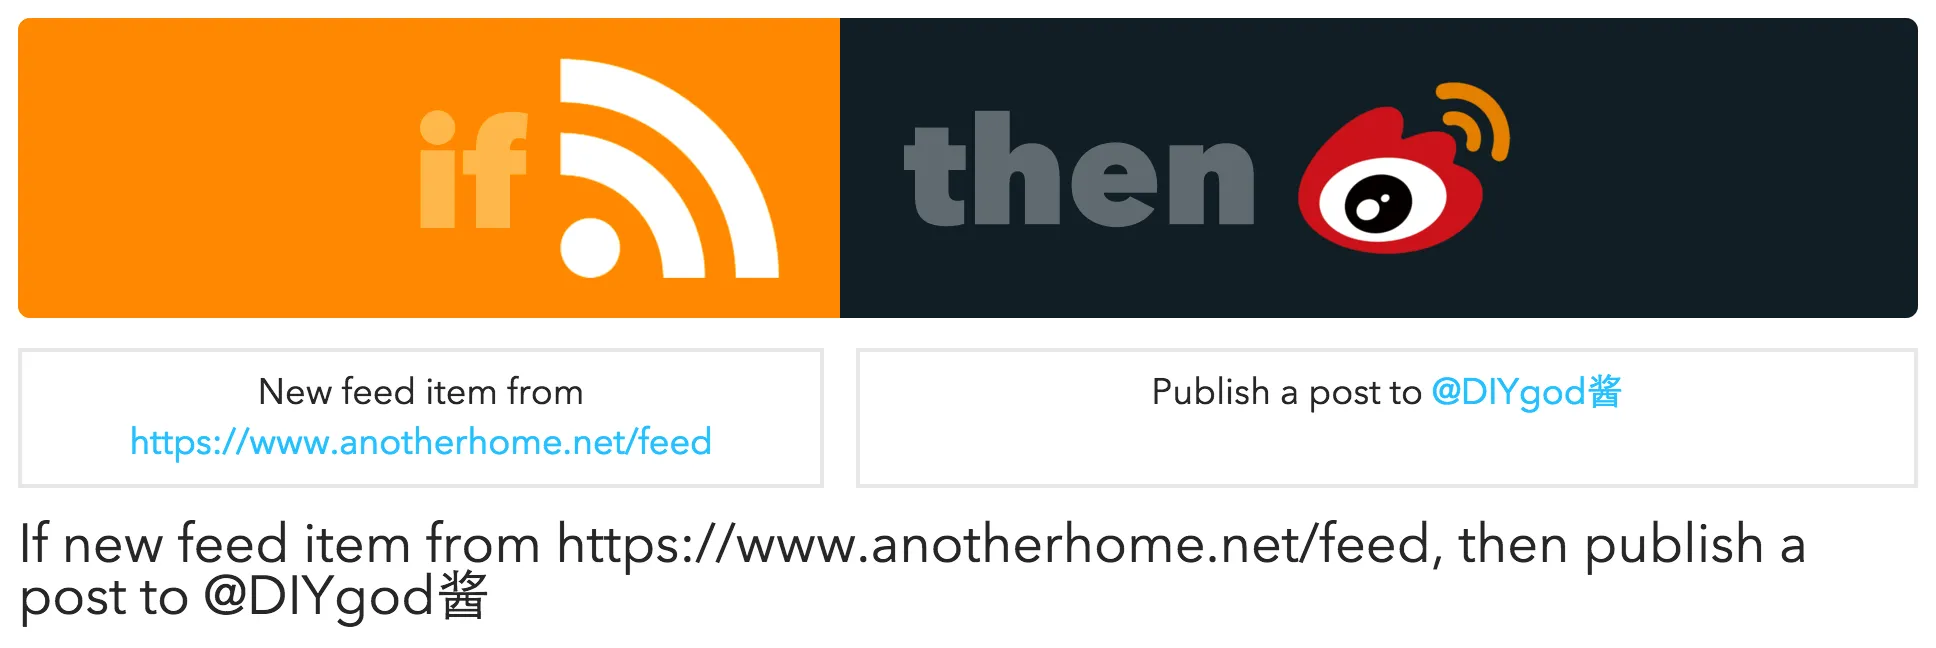 if
then
New feed item from
https://www.anotherhome.net/feed
Publish a post to @DIYgod酱
If new feed item from https://www.anotherhome.net/feed, then publish a
post to @DIYgod酱